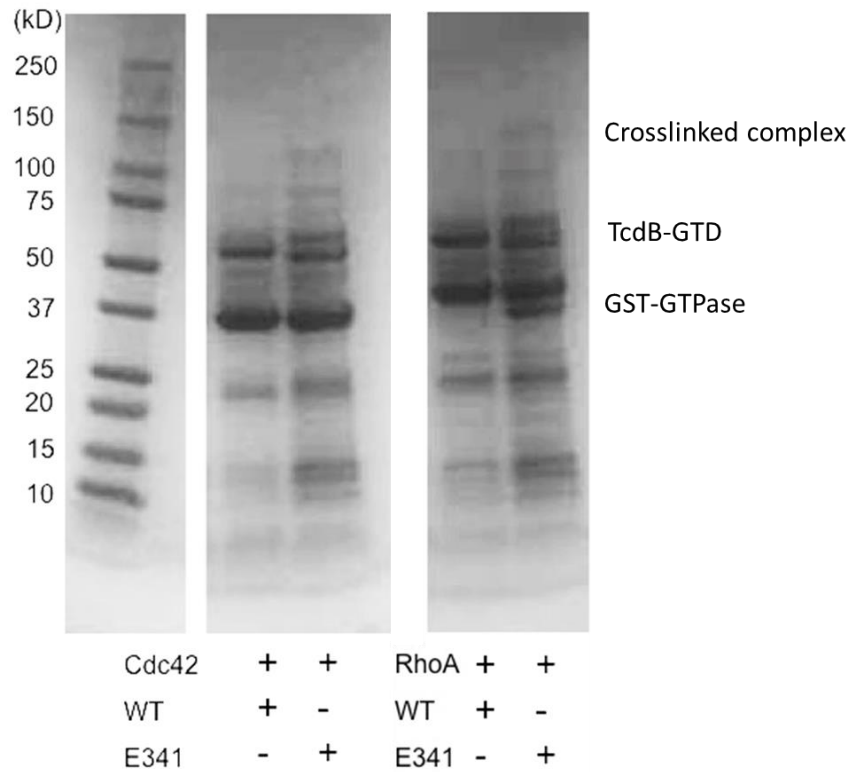 (kD)
250
150
100
75
50
37
25
20
15
10
Crosslinked complex
TcdB-GTD
GST-GTPase
Cdc42 + + RhoA + +
WT + - WT + -
E341 - + E341 - +